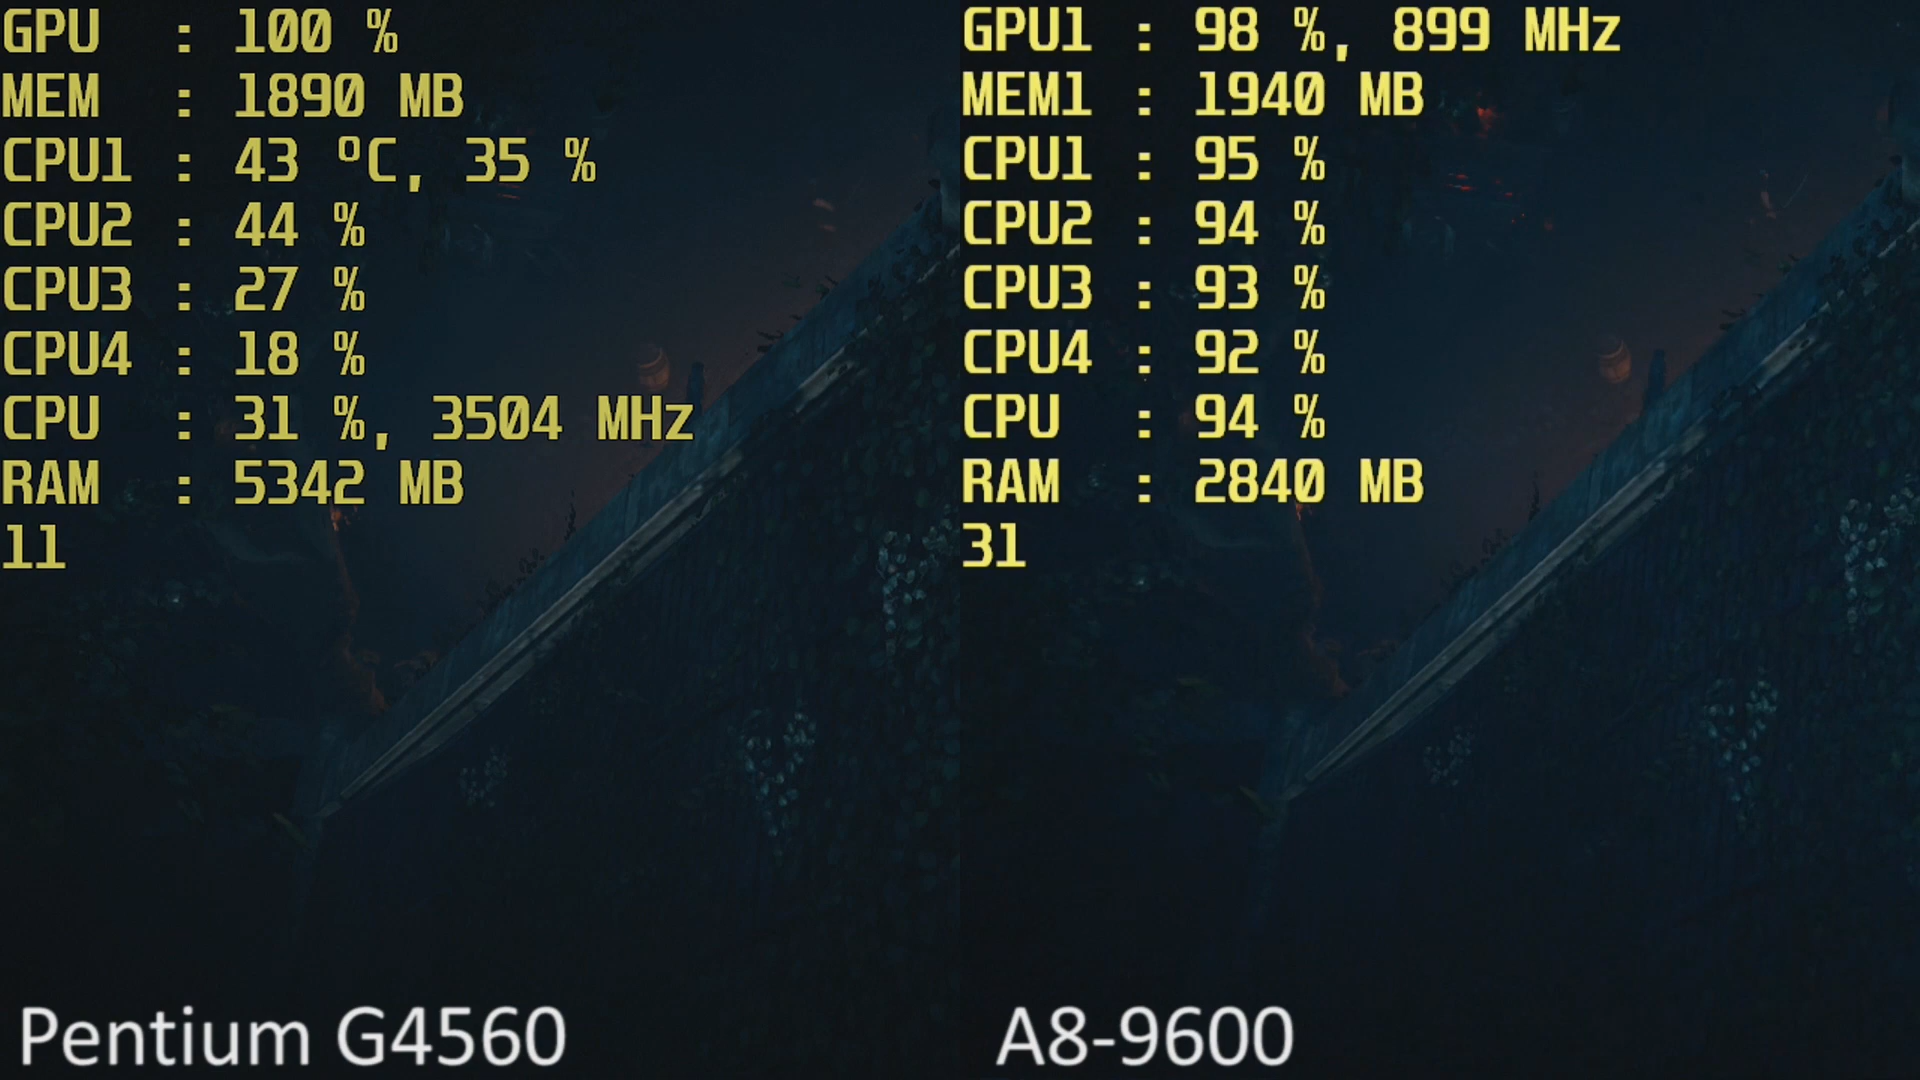 GPU : 100 %
MEM : 1890 MB
CPU1 : 43 ºC, 35 %
CPU2 : 44 %
CPU3 : 27 %
CPU4 : 18 %
CPU : 31 %, 3504 MHz
RAM : 5342 MB
11
Pentium G4560
GPU1 : 98 %, 899 MHz
MEM1 : 1940 MB
CPU1 : 95 %
CPU2 : 94 %
CPU3 : 93 %
CPU4 : 92 %
CPU : 94 %
RAM : 2840 MB
31
A8-9600